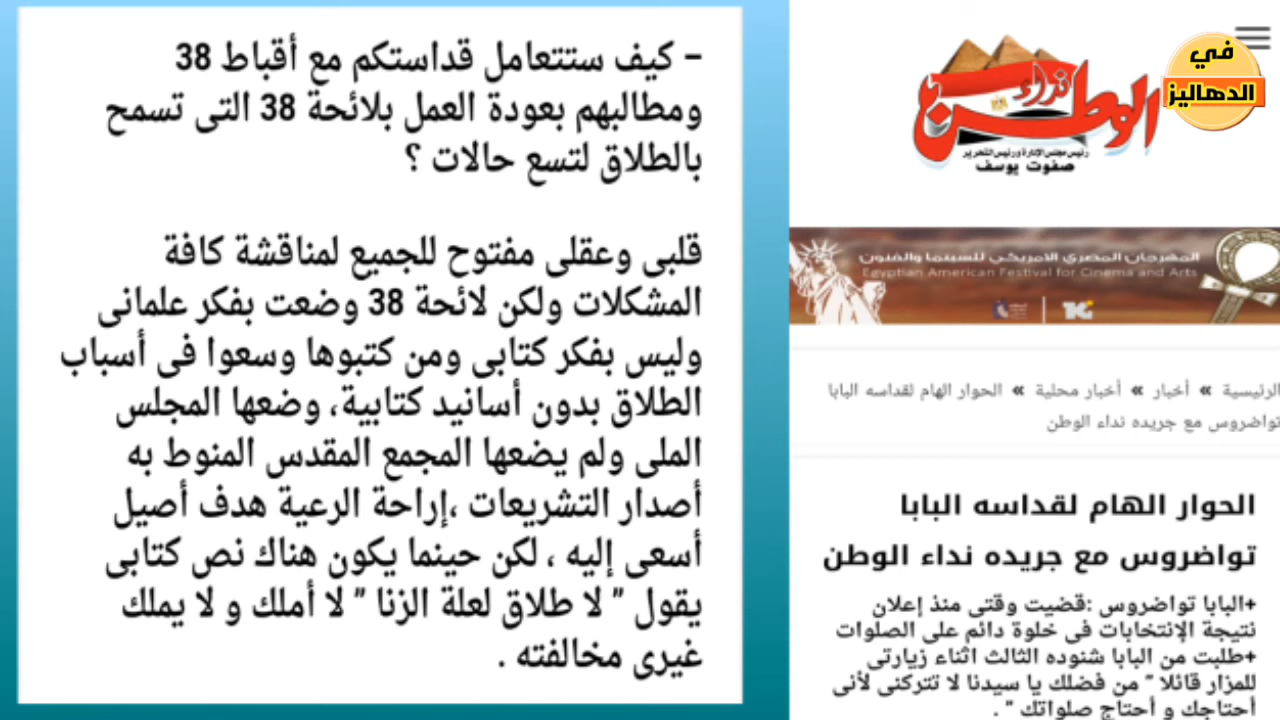 – كيف ستتعامل قداستكم مع أقباط 38
ومطالبهم بعودة العمل بلائحة 38 التى تسمح
بالطلاق لتسع حالات ؟
قلبى وعقلى مفتوح للجميع لمناقشة كافة
المشكلات ولكن لائحة 38 وضعت بفكر علمانى
وليس بفكر كتابى ومن كتبوها وسعوا فى أسباب
الطلاق بدون أسانيد كتابية، وضعها المجلس
الملى ولم يضعها المجمع المقدس المنوط به
أصدار التشريعات ،إراحة الرعية هدف أصيل
أسعى إليه ، لكن حينما يكون هناك نص كتابى
يقول ” لا طلاق لعلة الزنا ” لا أملك و لا يملك
غيرى مخالفته .
في
الدهاليز
نداء
الوطن
رئيس مجلس الإدارة ورئيس التحرير
صفوت يوسف
المهرجان المصري الامريكي للسينما والفنون
Egyptian American Festival for Cinema and Arts
الرئيسية » أخبار » أخبار محلية » الحوار الهام لقداسه البابا
تواضروس مع جريده نداء الوطن
الحوار الهام لقداسه البابا
تواضروس مع جريده نداء الوطن
+البابا تواضروس :قضيت وقتى منذ إعلان
نتيجة الإنتخابات فى خلوة دائم على الصلوات
+طلبت من البابا شنوده الثالث اثناء زيارتى
للمزار قائلا ” من فضلك يا سيدنا لا تتركنى لأنى
أحتاجك و أحتاج صلواتك ” .